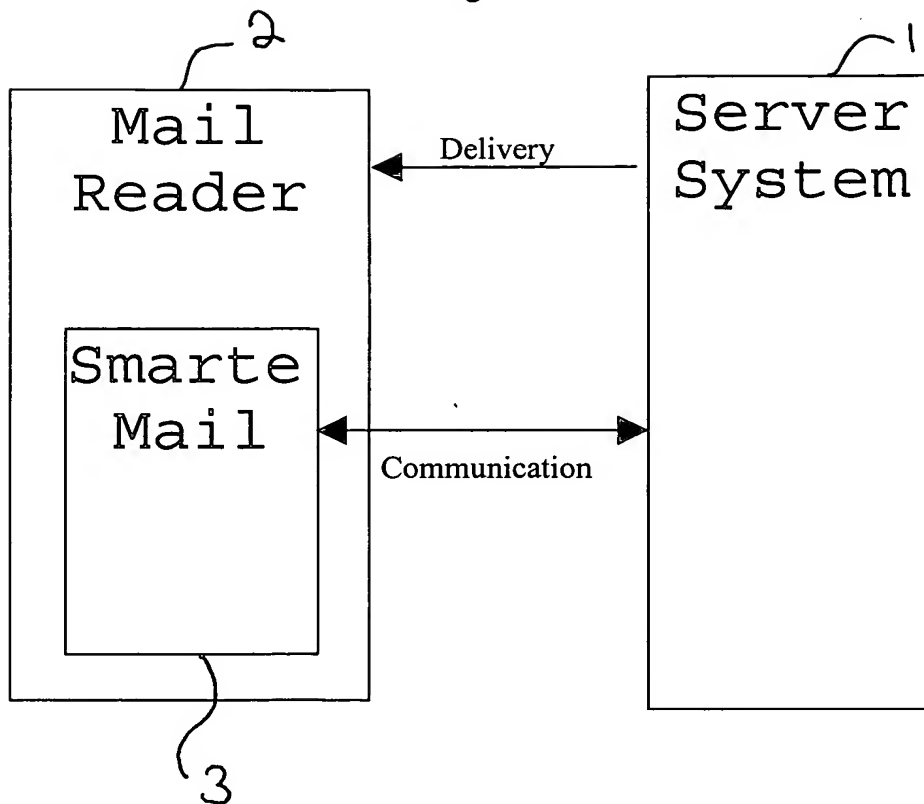 2
1
Mail
Reader
Delivery
Server
System
Smarte
Mail
Communication
3